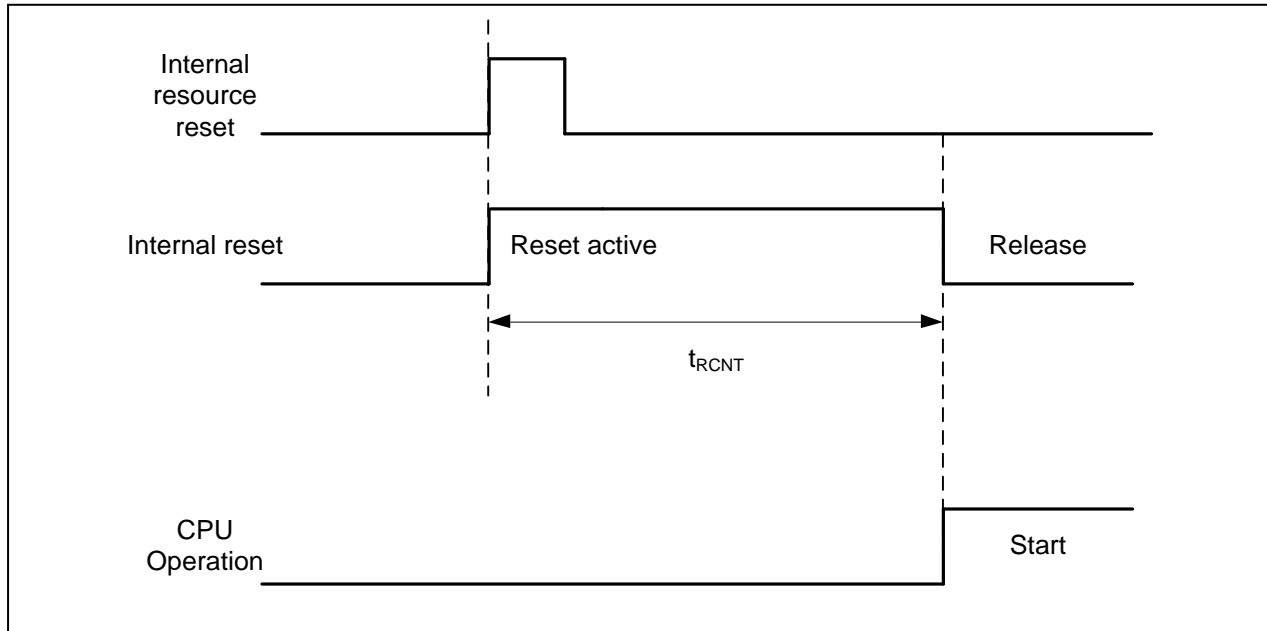 Internal
resource
reset
Internal reset
Reset active
Release
tRCNT
CPU
Operation
Start